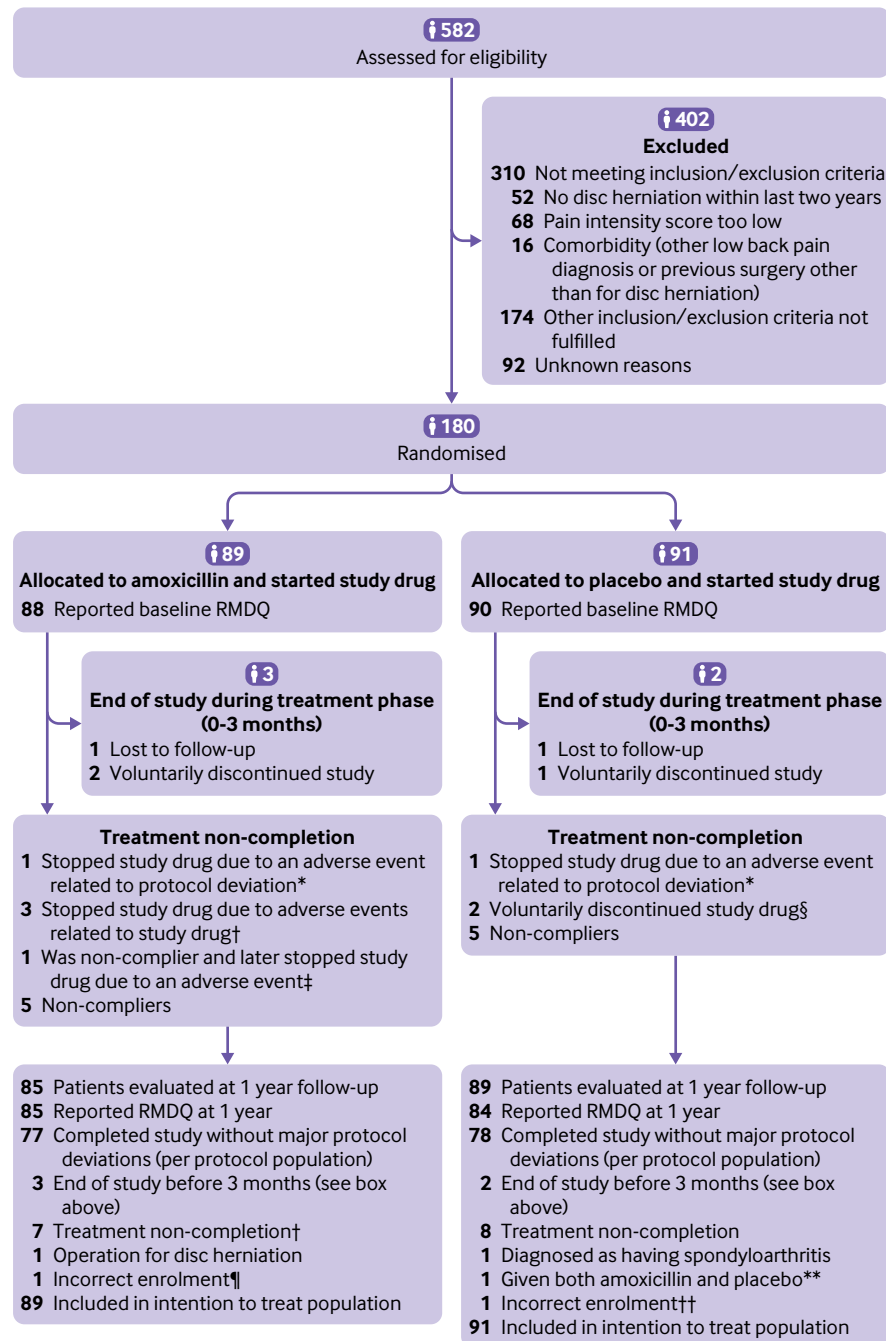 582
Assessed for eligibility
402
Excluded
310 Not meeting inclusion/exclusion criteria
52 No disc herniation within last two years
68 Pain intensity score too low
16 Comorbidity (other low back pain
diagnosis or previous surgery other
than for disc herniation)
174 Other inclusion/exclusion criteria not
fulfilled
92 Unknown reasons
180
Randomised
89
Allocated to amoxicillin and started study drug
88 Reported baseline RMDQ
91
Allocated to placebo and started study drug
90 Reported baseline RMDQ
3
End of study during treatment phase
(0-3 months)
1 Lost to follow-up
2 Voluntarily discontinued study
2
End of study during treatment phase
(0-3 months)
1 Lost to follow-up
1 Voluntarily discontinued study
Treatment non-completion
1 Stopped study drug due to an adverse event
related to protocol deviation*
3 Stopped study drug due to adverse events
related to study drug†
1 Was non-complier and later stopped study
drug due to an adverse event‡
5 Non-compliers
Treatment non-completion
1 Stopped study drug due to an adverse event
related to protocol deviation*
2 Voluntarily discontinued study drug§
5 Non-compliers
85 Patients evaluated at 1 year follow-up
85 Reported RMDQ at 1 year
77 Completed study without major protocol
deviations (per protocol population)
3 End of study before 3 months (see box
above)
7 Treatment non-completion†
1 Operation for disc herniation
1 Incorrect enrolment¶
89 Included in intention to treat population
89 Patients evaluated at 1 year follow-up
84 Reported RMDQ at 1 year
78 Completed study without major protocol
deviations (per protocol population)
2 End of study before 3 months (see box
above)
8 Treatment non-completion
1 Diagnosed as having spondyloarthritis
1 Given both amoxicillin and placebo**
1 Incorrect enrolment††
91 Included in intention to treat population